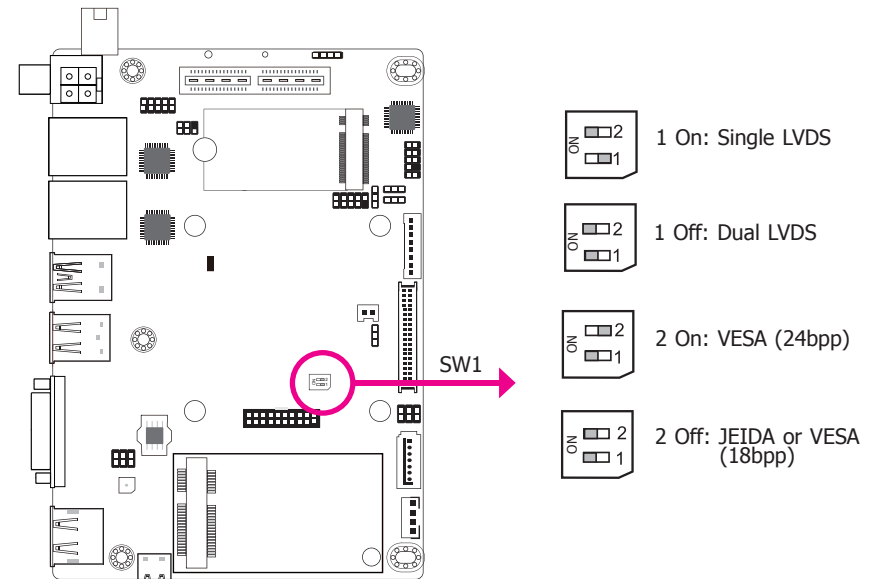 2
ON
1
1 On: Single LVDS
2
ON
1
1 Off: Dual LVDS
2
ON
1
2 On: VESA (24bpp)
SW1
2
ON
1
2 Off: JEIDA or VESA
(18bpp)